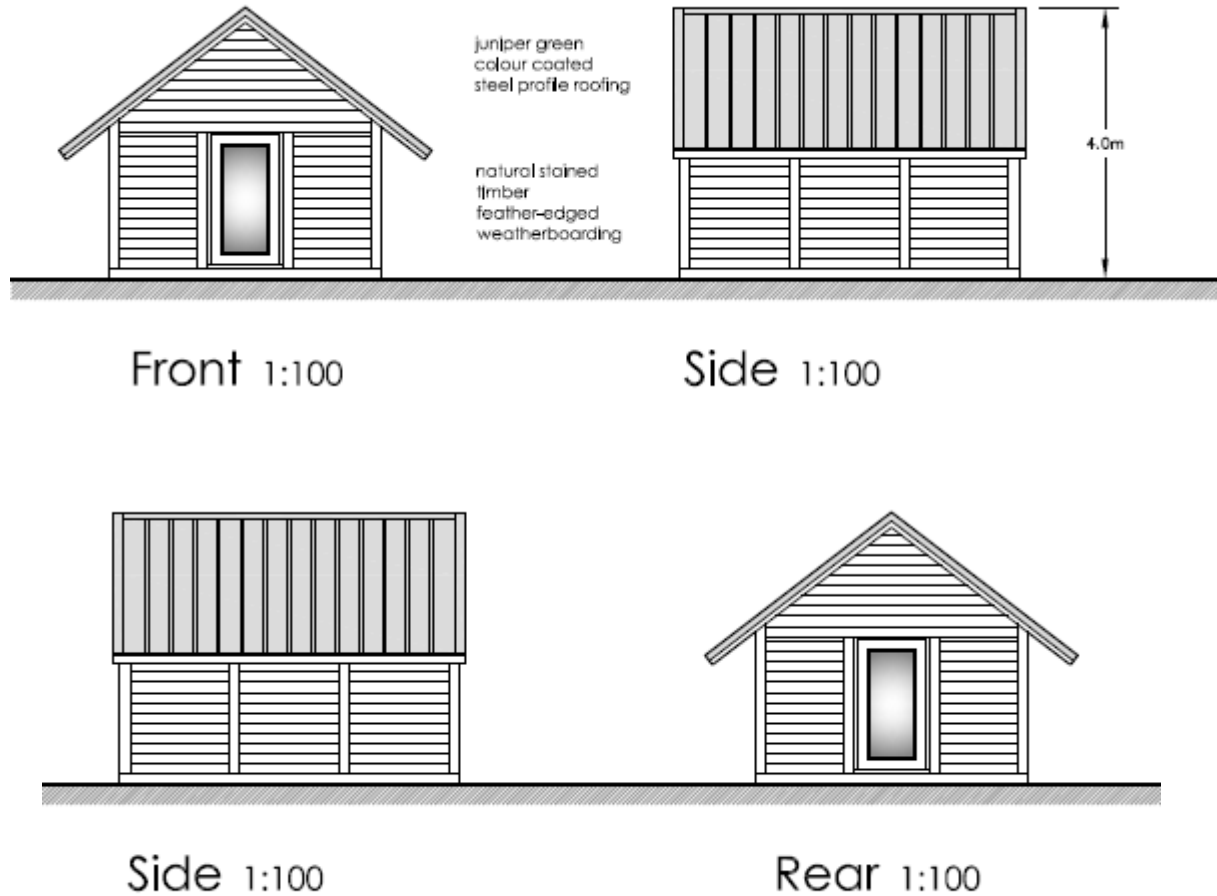 juniper green
colour coated
steel profile roofing
4.0m
natural stained
timber
feather-edged
weatherboarding
Front 1:100
Side 1:100
Side 1:100
Rear 1:100